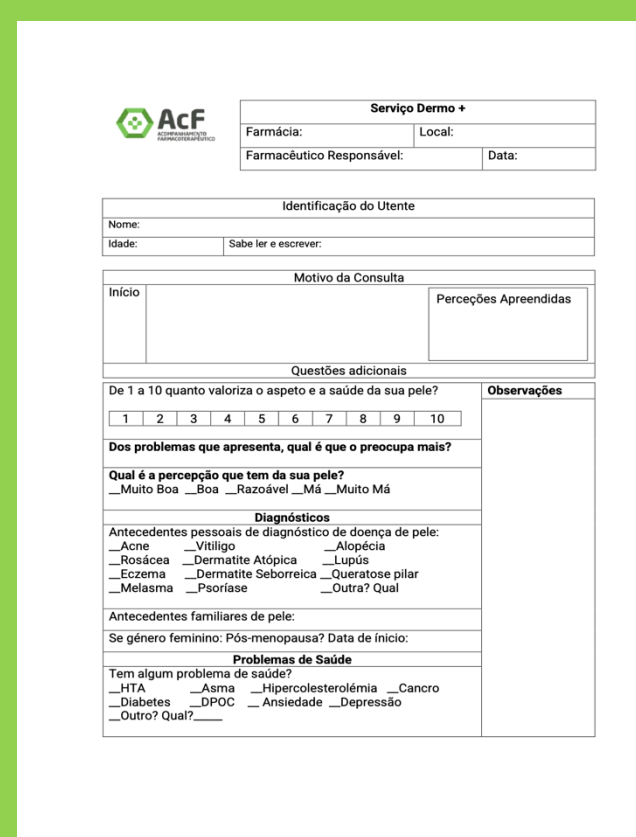 AcF
ACOMPANHAMENTO
FARMACOTERAPÊUTICO
Serviço Dermo +
Farmácia: Local:
Farmacêutico Responsável: Data:
Identificação do Utente
Nome:
Idade: Sabe ler e escrever:
Motivo da Consulta
Início
Perceções Apreendidas
Questões adicionais
De 1 a 10 quanto valoriza o aspeto e a saúde da sua pele? Observações
1 2 3 4 5 6 7 8 9 10
Dos problemas que apresenta, qual é que o preocupa mais?
Qual é a percepção que tem da sua pele?
__Muito Boa __Boa __Razoável __Má __Muito Má
Diagnósticos
Antecedentes pessoais de diagnóstico de doença de pele:
__Acne __Vitiligo __Alopécia
__Rosácea __Dermatite Atópica __Lupús
__Eczema __Dermatite Seborreica __Queratose pilar
__Melasma __Psoríase __Outra? Qual
Antecedentes familiares de pele:
Se género feminino: Pós-menopausa? Data de ínicio:
Problemas de Saúde
Tem algum problema de saúde?
__HTA __Asma __Hipercolesterolémia __Cancro
__Diabetes __DPOC __ Ansiedade __Depressão
__Outro? Qual?_____